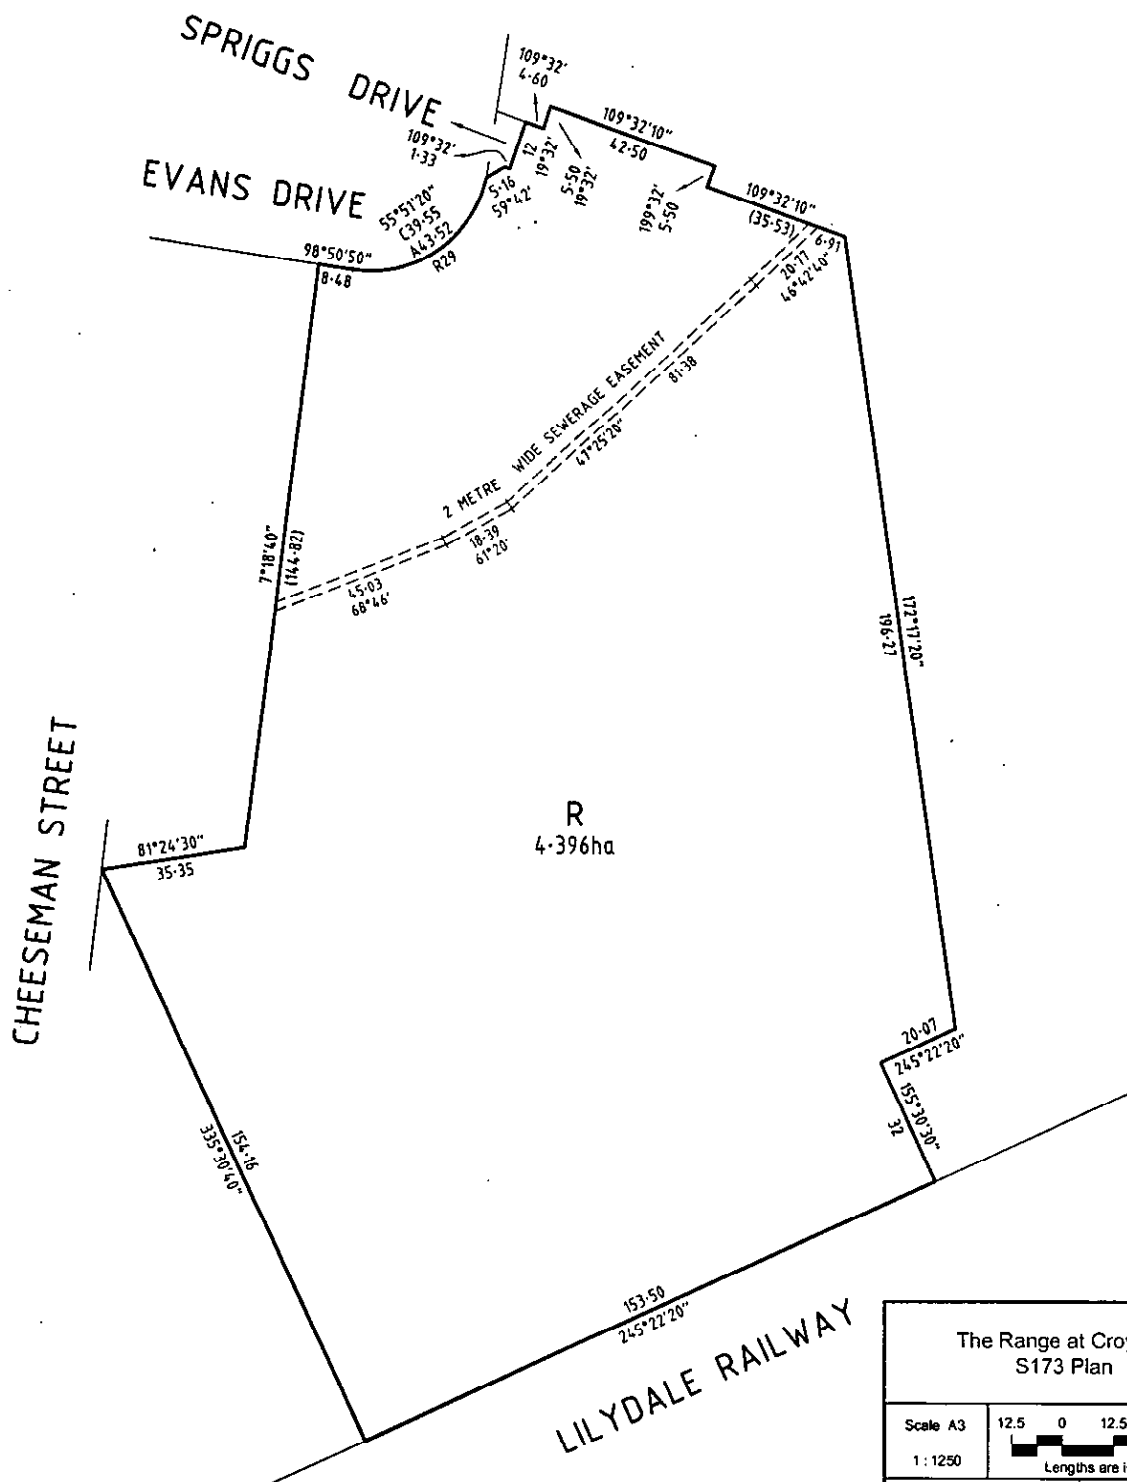 SPRIGGS DRIVE
109°32'
4·60
109°32'
1·33
12
19°32'
5·50
19°32'
109°32'10"
42·50
199°32'
5·50
109°32'10"
(35·53)
6·91
20·77
46°42'40"
EVANS DRIVE
55°51'20"
C39·55
A43·52
R29
5·16
59°42'
98°50'50"
8·48
2 METRE WIDE SEWERAGE EASEMENT
81·38
47°25'20"
18·39
61°20'
45·03
68°46'
7°18'40"
(144·82)
172°17'20"
196·27
CHEESEMAN STREET
81°24'30"
35·35
R
4·396ha
20·07
245°22'20"
155°30'30"
32
154·16
335°30'40"
153·50
245°22'20"
LILYDALE RAILWAY
The Range at Croy
S173 Plan
Scale A3
1 : 1250
12.5 0 12.5
Lengths are i